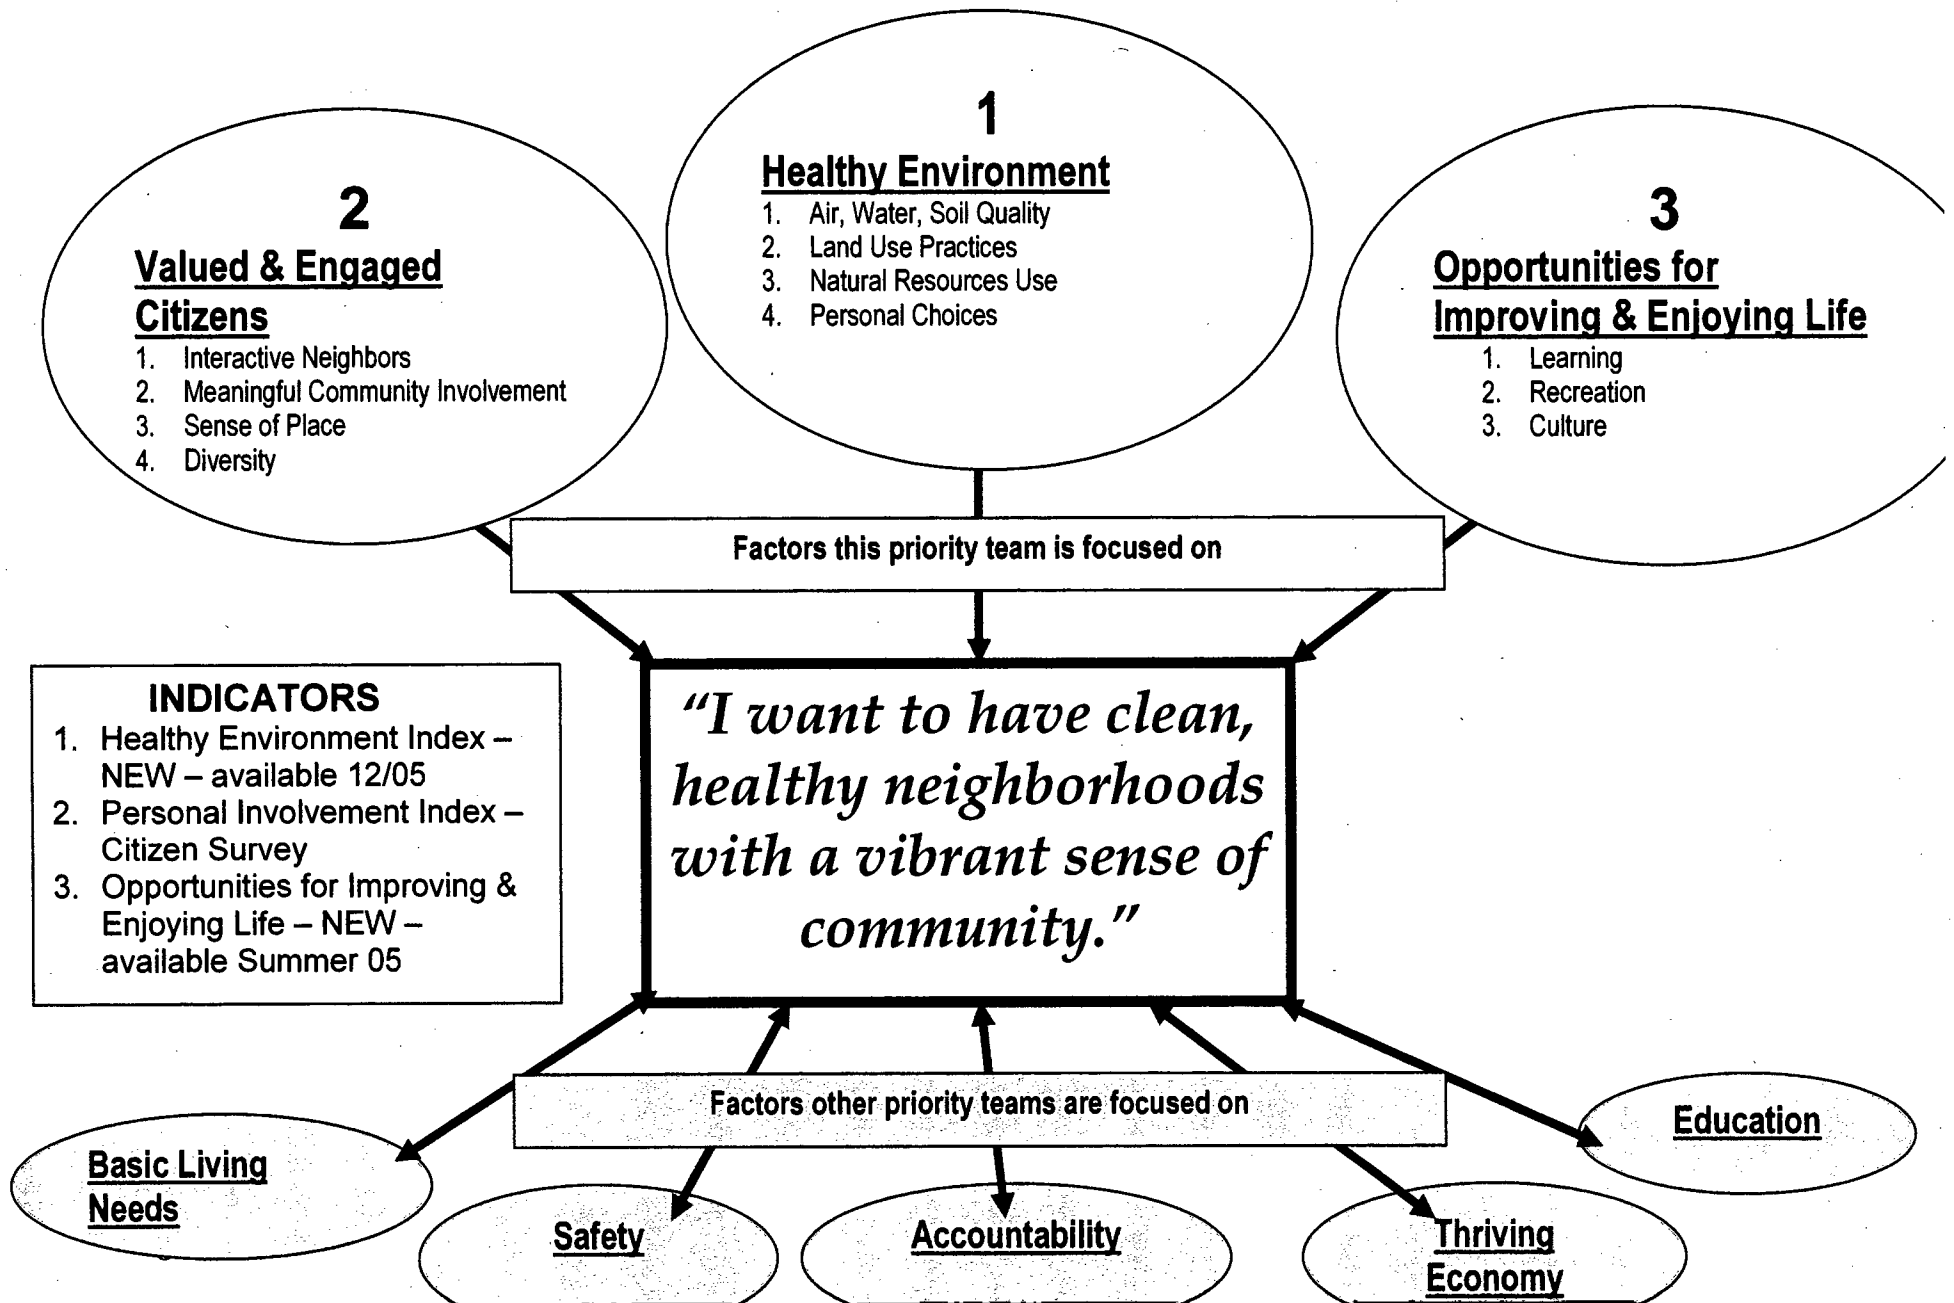 1
Healthy Environment
1. Air, Water, Soil Quality
2. Land Use Practices
3. Natural Resources Use
4. Personal Choices
2
Valued & Engaged
Citizens
1. Interactive Neighbors
2. Meaningful Community Involvement
3. Sense of Place
4. Diversity
3
Opportunities for
Improving & Enjoying Life
1. Learning
2. Recreation
3. Culture
Factors this priority team is focused on
INDICATORS
1. Healthy Environment Index –
NEW – available 12/05
2. Personal Involvement Index –
Citizen Survey
3. Opportunities for Improving &
Enjoying Life – NEW –
available Summer 05
“I want to have clean,
healthy neighborhoods
with a vibrant sense of
community.”
Factors other priority teams are focused on
Basic Living
Needs
Safety
Accountability
Thriving
Economy
Education